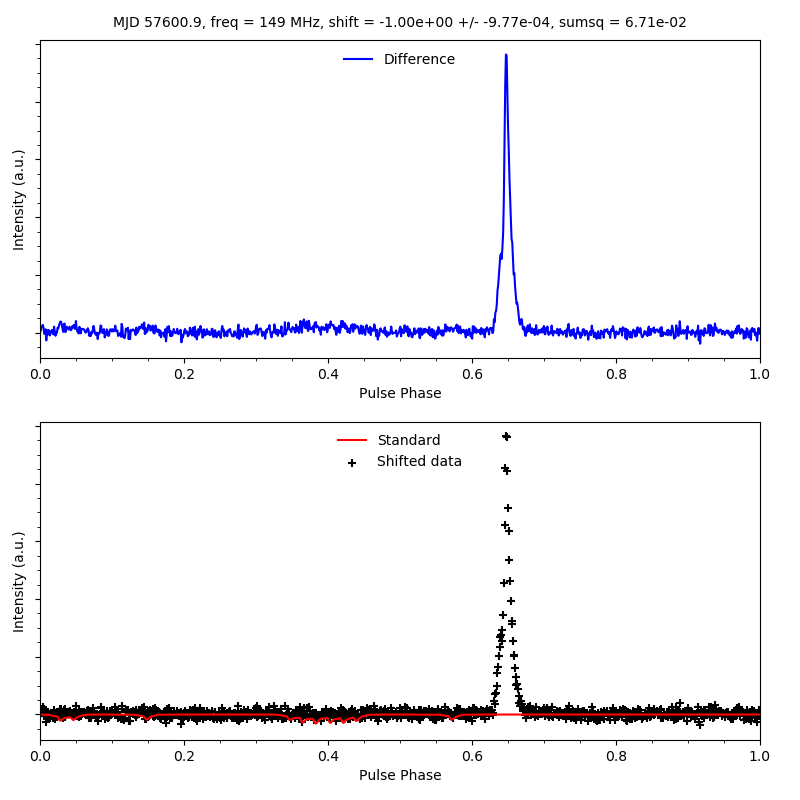 MJD 57600.9, freq = 149 MHz, shift = -1.00e+00 +/- -9.77e-04, sumsq = 6.71e-02
Difference
Intensity (a.u.)
0.0 0.2 0.4 0.6 0.8 1.0
Pulse Phase
Standard
Shifted data
Intensity (a.u.)
0.0 0.2 0.4 0.6 0.8 1.0
Pulse Phase